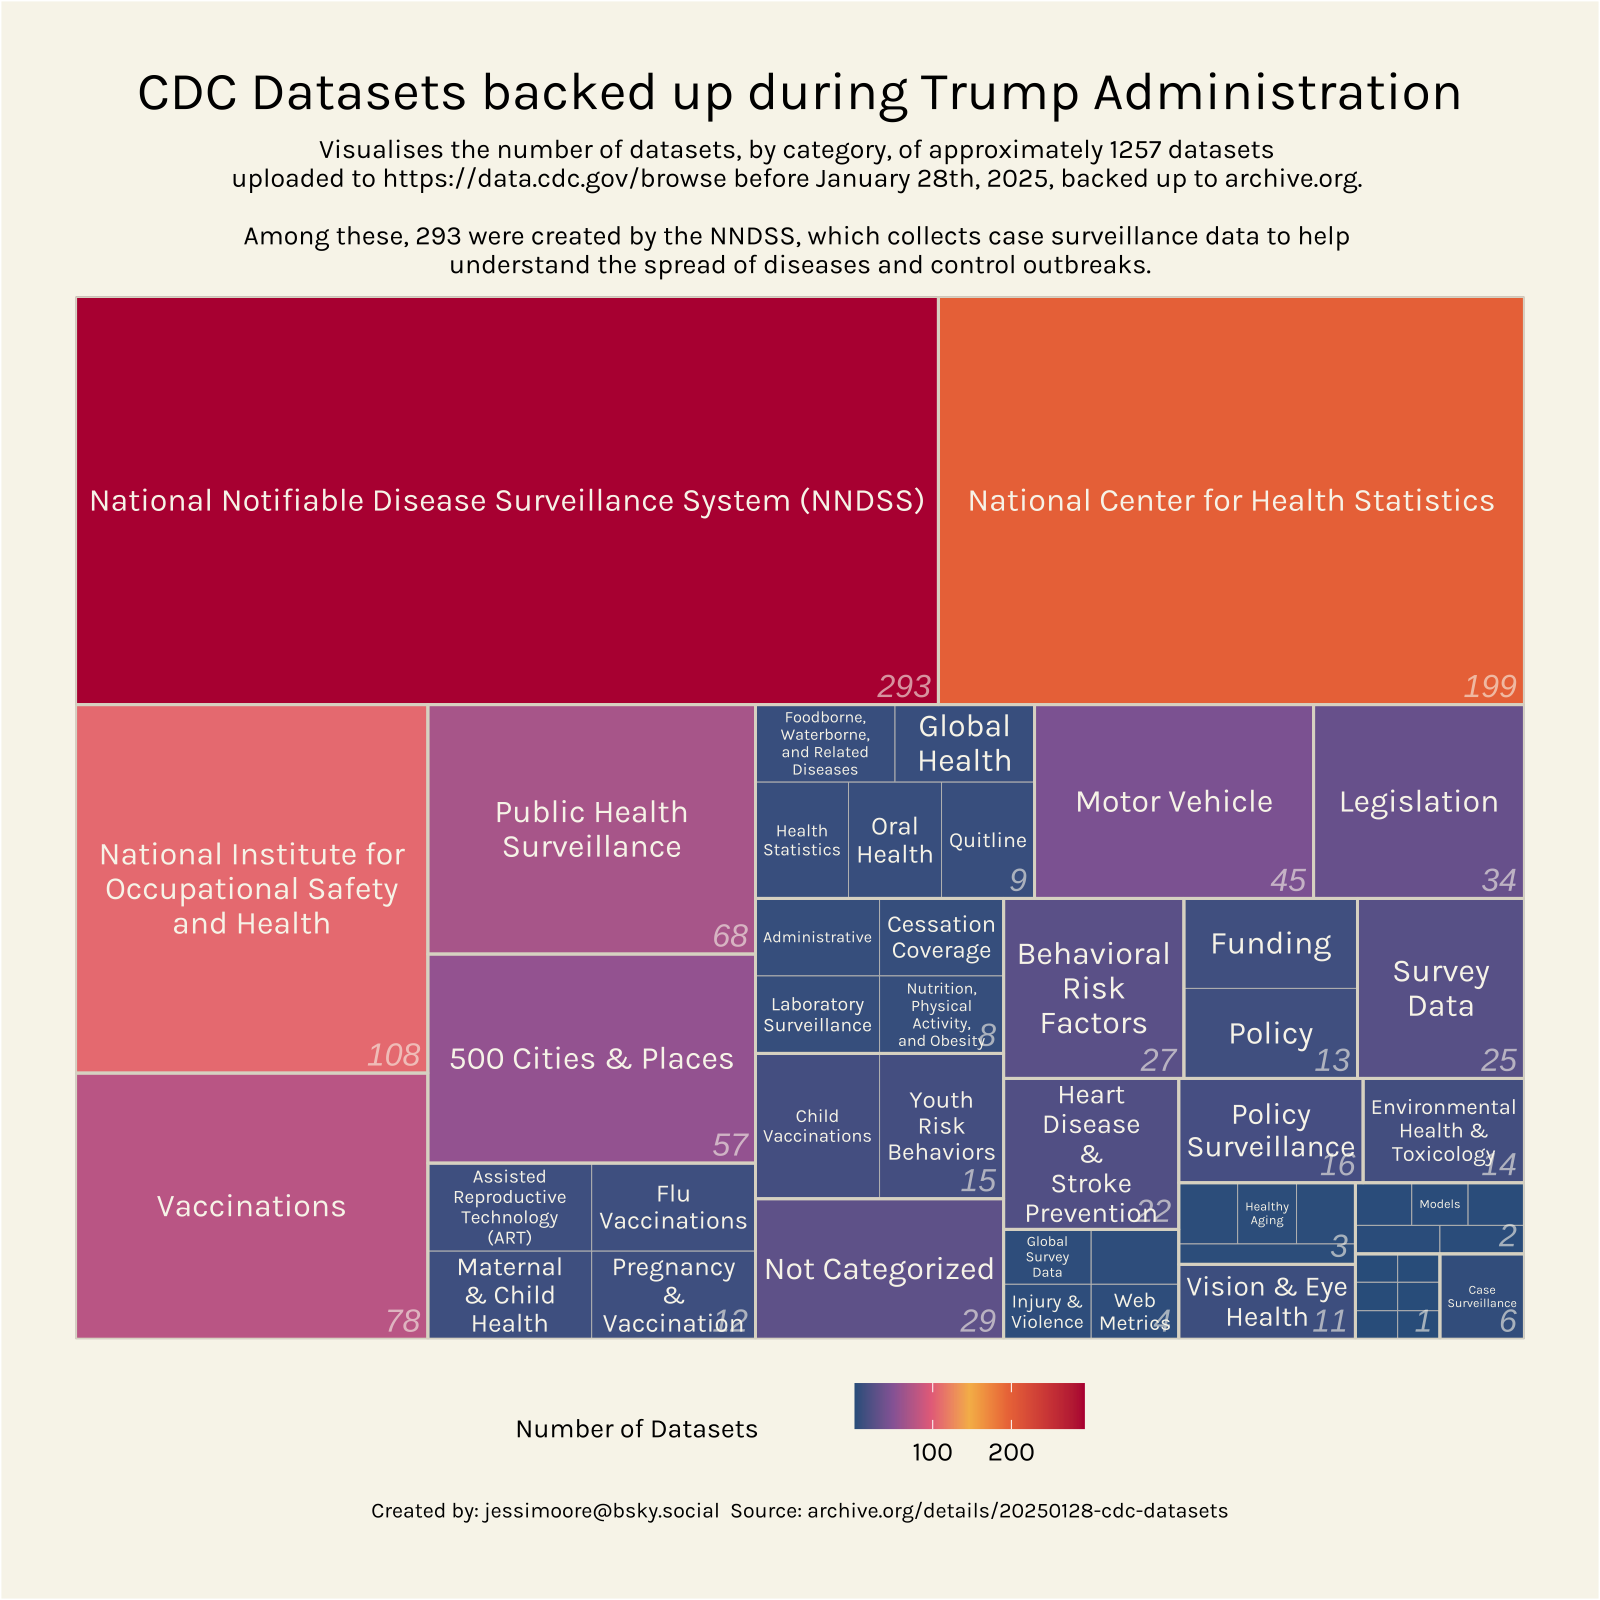 CDC Datasets backed up during Trump Administration
Visualises the number of datasets, by category, of approximately 1257 datasets
uploaded to https://data.cdc.gov/browse before January 28th, 2025, backed up to archive.org.
Among these, 293 were created by the NNDSS, which collects case surveillance data to help
understand the spread of diseases and control outbreaks.
National Notifiable Disease Surveillance System (NNDSS)
293
National Center for Health Statistics
199
National Institute for
Occupational Safety
and Health
108
Vaccinations
78
Public Health
Surveillance
68
500 Cities & Places
57
Assisted
Reproductive
Technology
(ART)
Flu
Vaccinations
Maternal
& Child
Health
Pregnancy
&
Vaccination
12
Foodborne,
Waterborne,
and Related
Diseases
Global
Health
Health
Statistics
Oral
Health
Quitline
9
Motor Vehicle
45
Legislation
34
Administrative
Cessation
Coverage
Laboratory
Surveillance
Nutrition,
Physical
Activity,
and Obesity
8
Child
Vaccinations
Youth
Risk
Behaviors
15
Not Categorized
29
Behavioral
Risk
Factors
27
Funding
Policy
13
Survey
Data
25
Heart
Disease
&
Stroke
Prevention
22
Policy
Surveillance
16
Environmental
Health &
Toxicology
14
Global
Survey
Data
Injury &
Violence
Web
Metrics
4
Healthy
Aging
3
Models
2
Vision & Eye
Health
11
1
Case
Surveillance
6
Number of Datasets
100 200
Created by: jessimoore@bsky.social Source: archive.org/details/20250128-cdc-datasets